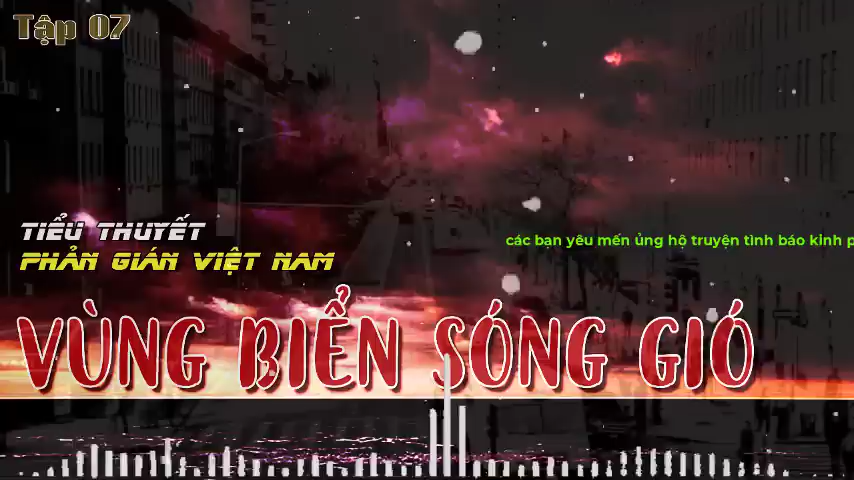 Tập 07
TIỂU THUYẾT
PHẢN GIÁN VIỆT NAM
các bạn yêu mến ủng hộ truyện tình báo kinh p
VÙNG BIỂN SÓNG GIÓ